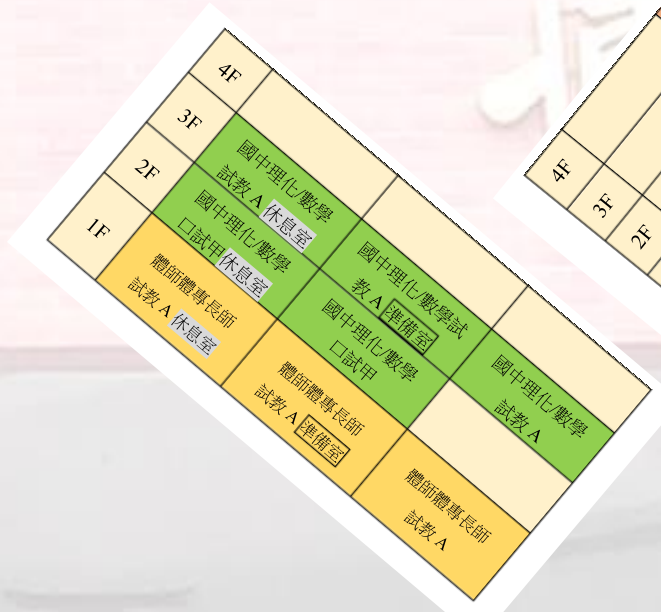 4F
3F
國中理化/數學
試教 A 休息室
國中理化/數學試
教 A 準備室
國中理化/數學
試教 A
2F
國中理化/數學
口試甲休息室
國中理化/數學
口試甲
1F
體師體專長師
試教 A 休息室
體師體專長師
試教 A 準備室
體師體專長師
試教 A
4F
3F
2F